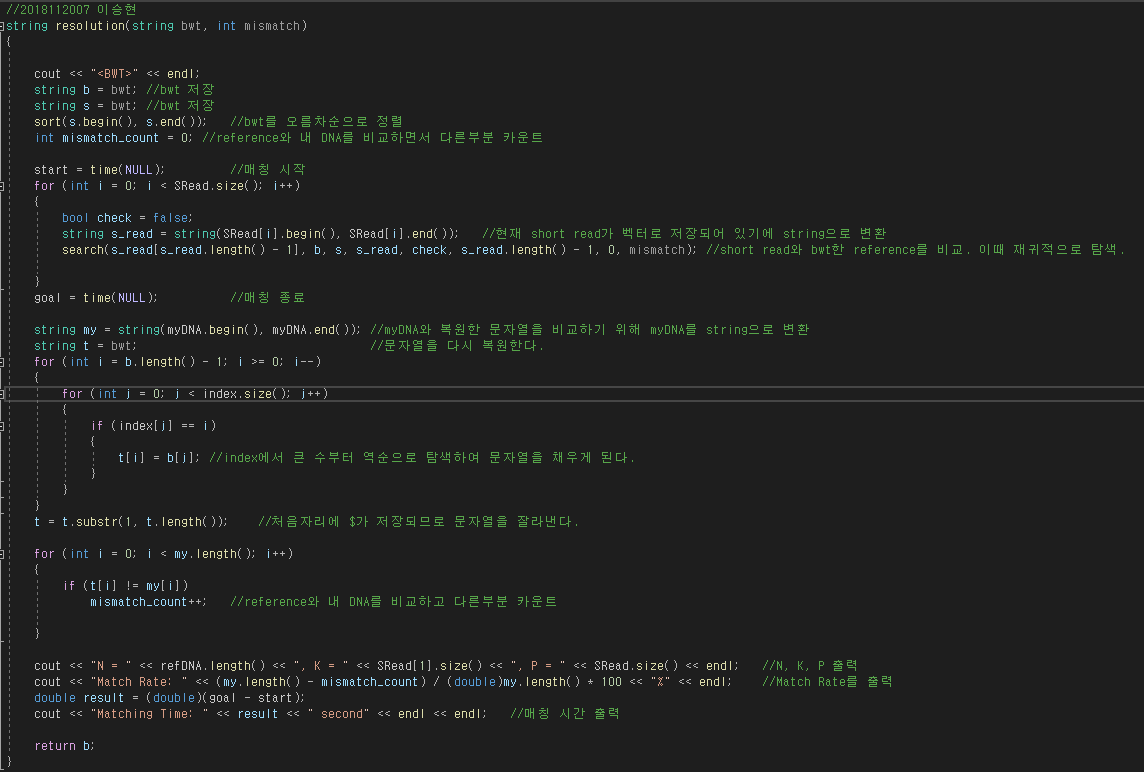 //2018112007 이승현
string resolution(string bwt, int mismatch)
{
cout << "<BWT>" << endl;
string b = bwt; //bwt 저장
string s = bwt; //bwt 저장
sort(s.begin(), s.end()); //bwt를 오름차순으로 정렬
int mismatch_count = 0; //reference와 내 DNA를 비교하면서 다른부분 카운트
start = time(NULL); //매칭 시작
for (int i = 0; i < SRead.size(); i++)
{
bool check = false;
string s_read = string(SRead[i].begin(), SRead[i].end()); //현재 short read가 벡터로 저장되어 있기에 string으로 변환
search(s_read[s_read.length() - 1], b, s, s_read, check, s_read.length() - 1, 0, mismatch); //short read와 bwt한 reference를 비교. 이때 재귀적으로 탐색.
}
goal = time(NULL); //매칭 종료
string my = string(myDNA.begin(), myDNA.end()); //myDNA와 복원한 문자열을 비교하기 위해 myDNA를 string으로 변환
string t = bwt; //문자열을 다시 복원한다.
for (int i = b.length() - 1; i >= 0; i--)
{
for (int j = 0; j < index.size(); j++)
{
if (index[j] == i)
{
t[i] = b[j]; //index에서 큰 수부터 역순으로 탐색하며 문자열을 채우게 된다.
}
}
}
t = t.substr(1, t.length()); //처음자리에 $가 저장되므로 문자열을 잘라낸다.
for (int i = 0; i < my.length(); i++)
{
if (t[i] != my[i])
mismatch_count++; //reference와 내 DNA를 비교하고 다른부분 카운트
}
cout << "N = " << refDNA.length() << ", K = " << SRead[1].size() << ", P = " << SRead.size() << endl; //N, K, P 출력
cout << "Match Rate: " << (my.length() - mismatch_count) / (double)my.length() * 100 << "%" << endl; //Match Rate를 출력
double result = (double)(goal - start);
cout << "Matching Time: " << result << " second" << endl << endl; //매칭 시간 출력
return b;
}